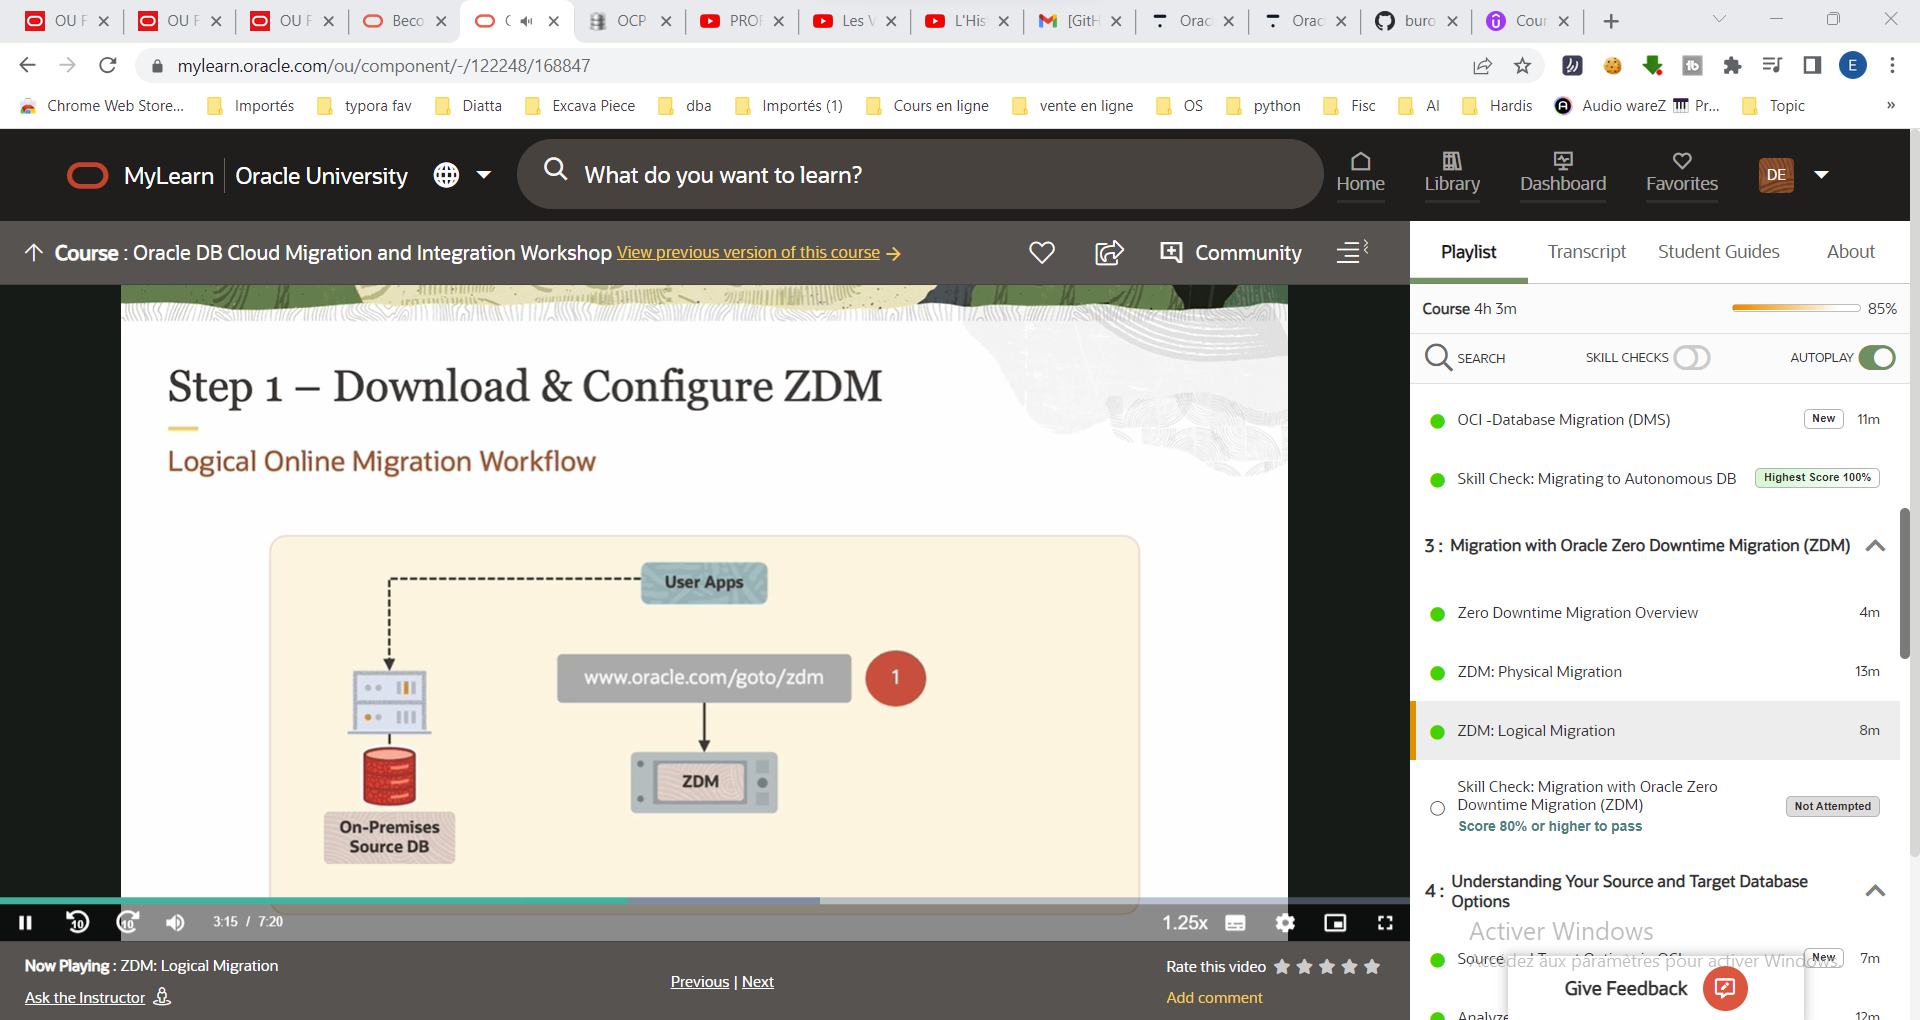 OU F
OU F
OU F
Beco
OCP
PROF
Les V
L'His
[GitH
Orac
Orac
buro
Cour
mylearn.oracle.com/ou/component/-/122248/168847
E
Chrome Web Store...
Importés
typora fav
Diatta
Excava Piece
dba
Importés (1)
Cours en ligne
vente en ligne
OS
python
Fisc
AI
Hardis
Audio wareZ
Pr...
Topic
»
MyLearn
Oracle University
What do you want to learn?
Home
Library
Dashboard
Favorites
DE
Course : Oracle DB Cloud Migration and Integration Workshop View previous version of this course
Community
Step 1 – Download & Configure ZDM
Logical Online Migration Workflow
User Apps
www.oracle.com/goto/zdm
1
ZDM
On-Premises
Source DB
10
10
3:15 / 7:20
1.25x
Now Playing : ZDM: Logical Migration
Ask the Instructor
Previous | Next
Rate this video
Add comment
Playlist
Transcript
Student Guides
About
Course 4h 3m
85%
SEARCH
SKILL CHECKS
AUTOPLAY
OCI -Database Migration (DMS)
New
11m
Skill Check: Migrating to Autonomous DB
Highest Score 100%
3 : Migration with Oracle Zero Downtime Migration (ZDM)
Zero Downtime Migration Overview
4m
ZDM: Physical Migration
13m
ZDM: Logical Migration
8m
Skill Check: Migration with Oracle Zero
Downtime Migration (ZDM)
Score 80% or higher to pass
Not Attempted
4 : Understanding Your Source and Target Database
Options
Activer Windows
Accédez aux paramètres pour activer Windows.
New
7m
Give Feedback
Analyze
12m